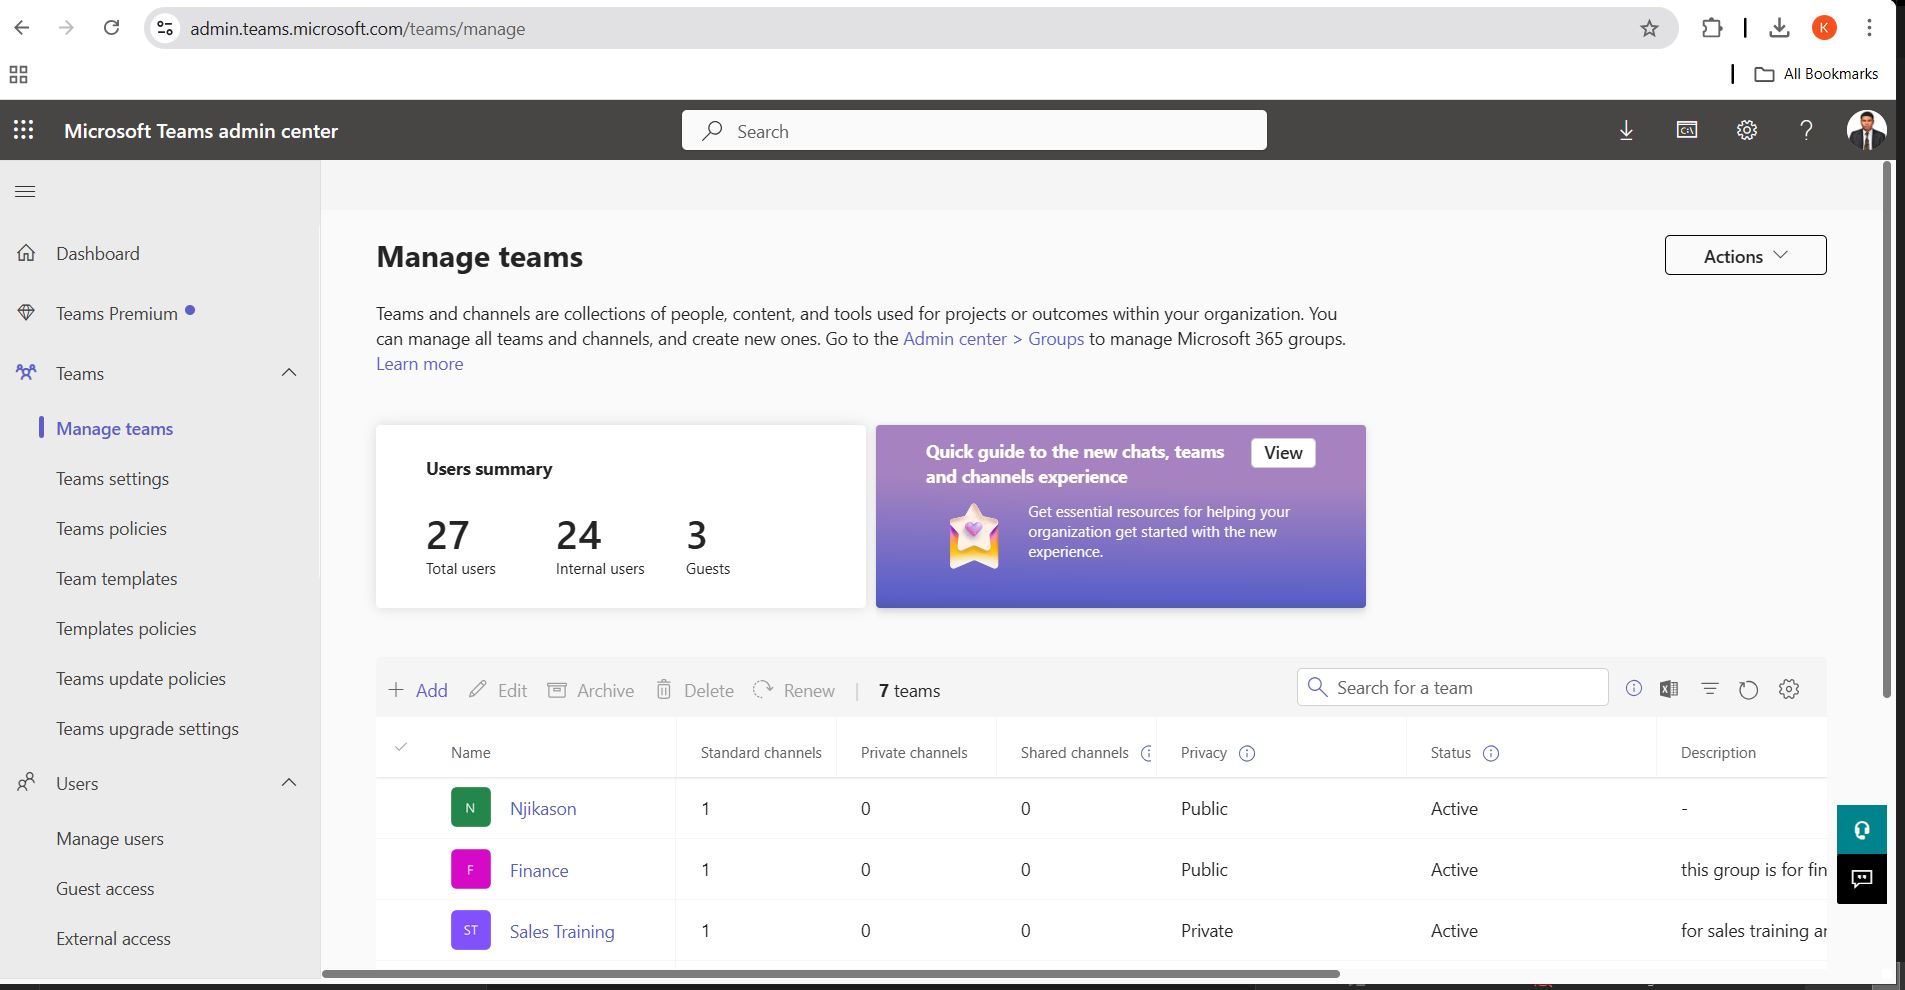 admin.teams.microsoft.com/teams/manage
K
All Bookmarks
Microsoft Teams admin center
Search
Dashboard
Teams Premium
Teams
Manage teams
Teams settings
Teams policies
Team templates
Templates policies
Teams update policies
Teams upgrade settings
Users
Manage users
Guest access
External access
Manage teams
Actions
Teams and channels are collections of people, content, and tools used for projects or outcomes within your organization. You
can manage all teams and channels, and create new ones. Go to the Admin center > Groups to manage Microsoft 365 groups.
Learn more
Users summary
27 24 3
Total users Internal users Guests
Quick guide to the new chats, teams
and channels experience
View
Get essential resources for helping your
organization get started with the new
experience.
Add Edit Archive Delete Renew | 7 teams
Search for a team
Name Standard channels Private channels Shared channels Privacy Status Description
N Njikason 1 0 0 Public Active -
F Finance 1 0 0 Public Active this group is for fin
ST Sales Training 1 0 0 Private Active for sales training ar